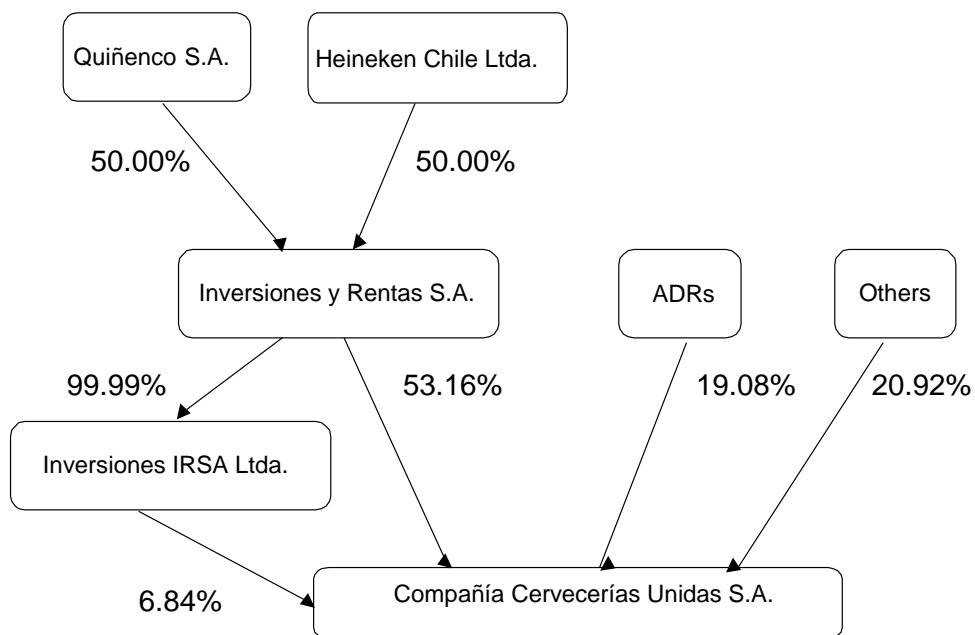 Quiñenco S.A.
Heineken Chile Ltda.
50.00%
50.00%
Inversiones y Rentas S.A.
ADRs
Others
99.99%
53.16%
19.08%
20.92%
Inversiones IRSA Ltda.
6.84%
Compañía Cervecerías Unidas S.A.